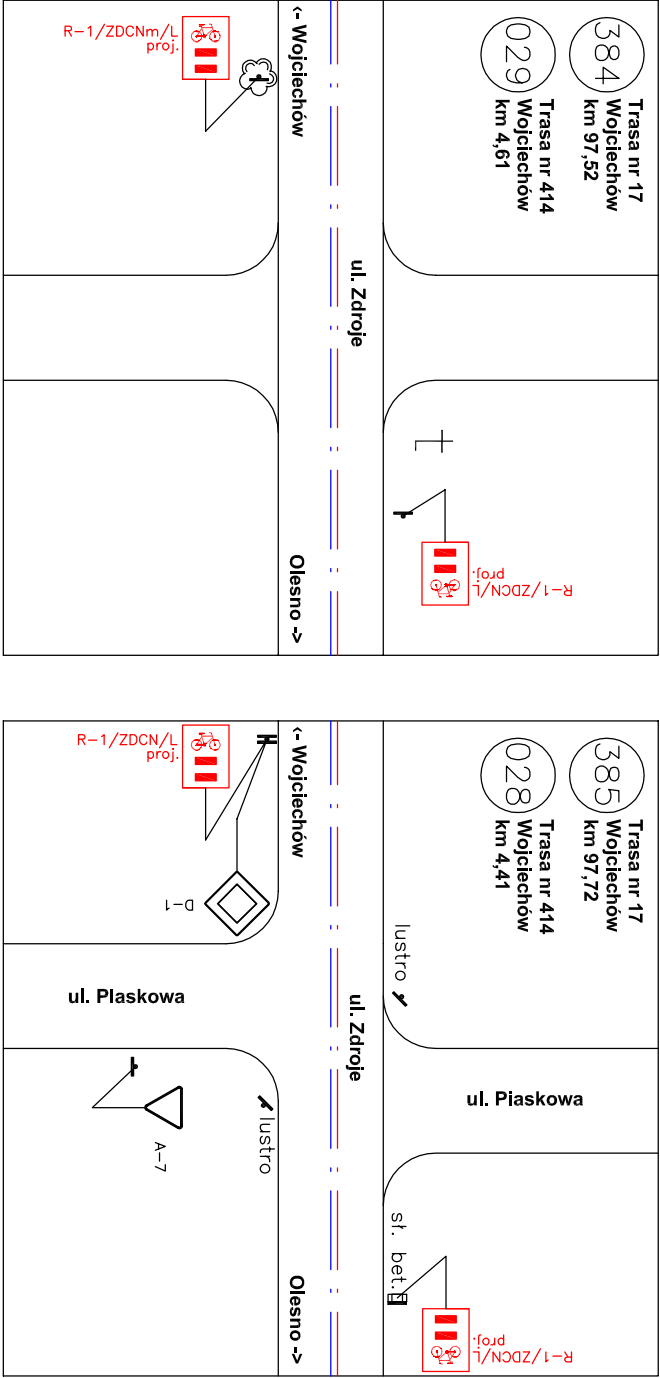 384
Trasa nr 17
Wojciechów
km 97,52
029
Trasa nr 414
Wojciechów
km 4,61
R-1/ZDCNm/L
proj.
<- Wojciechów
ul. Zdroje
Olesno ->
R-1/ZDCN/L
proj.
385
Trasa nr 17
Wojciechów
km 97,72
028
Trasa nr 414
Wojciechów
km 4,41
R-1/ZDCN/L
proj.
<- Wojciechów
D-1
lustro
ul. Plaskowa
ul. Zdroje
ul. Piaskowa
A-7
lustro
sł. bet.
Olesno ->
R-1/ZDCN/L
proj.